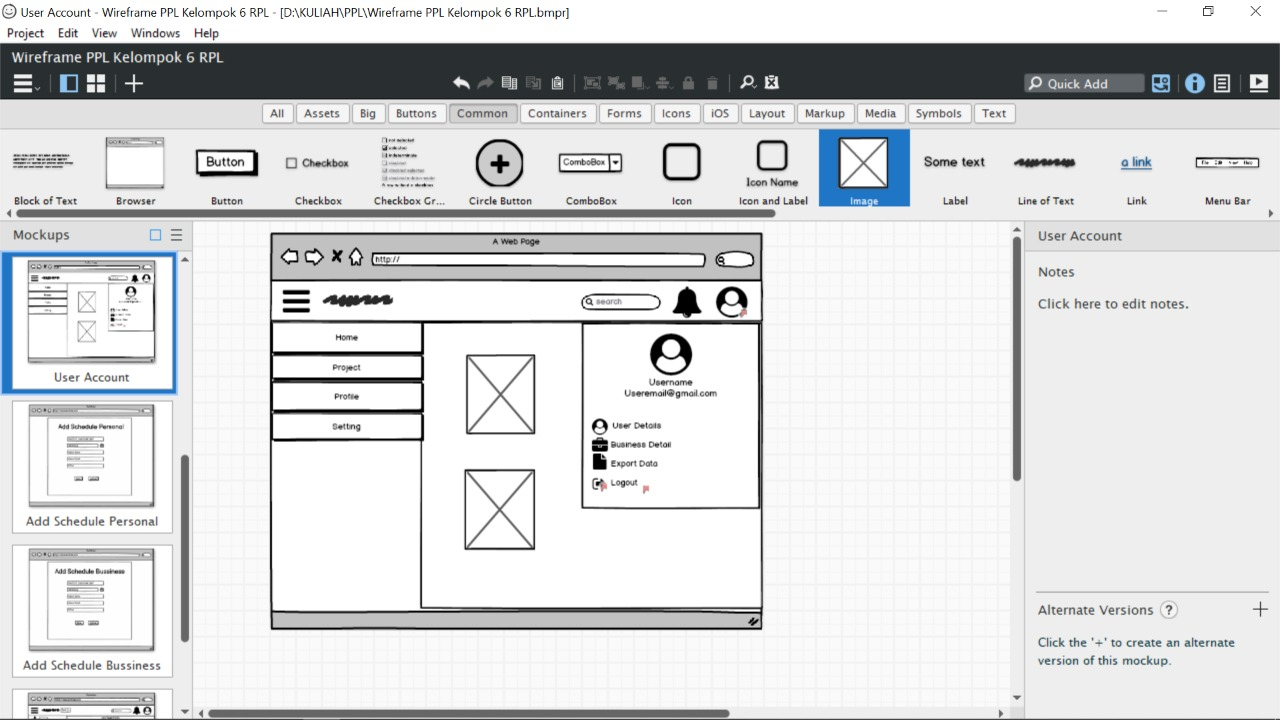 User Account - Wireframe PPL Kelompok 6 RPL - [D:\KULIAH\PPL\Wireframe PPL Kelompok 6 RPL.bmpr]
Project Edit View Windows Help
Wireframe PPL Kelompok 6 RPL
Quick Add
All Assets Big Buttons Common Containers Forms Icons iOS Layout Markup Media Symbols Text
Button Checkbox ComboBox Icon Name Some text a link
Block of Text Browser Button Checkbox Checkbox Gr... Circle Button ComboBox Icon Icon and Label Image Label Line of Text Link Menu Bar
Mockups
User Account
Add Schedule Personal
Add Schedule Personal
Add Schedule Bussiness
Add Schedule Bussiness
A Web Page
http://
search
Home
Project
Profile
Setting
Username
Useremail@gmail.com
User Details
Business Detail
Export Data
Logout
User Account
Notes
Click here to edit notes.
Alternate Versions ?
Click the '+' to create an alternate
version of this mockup.